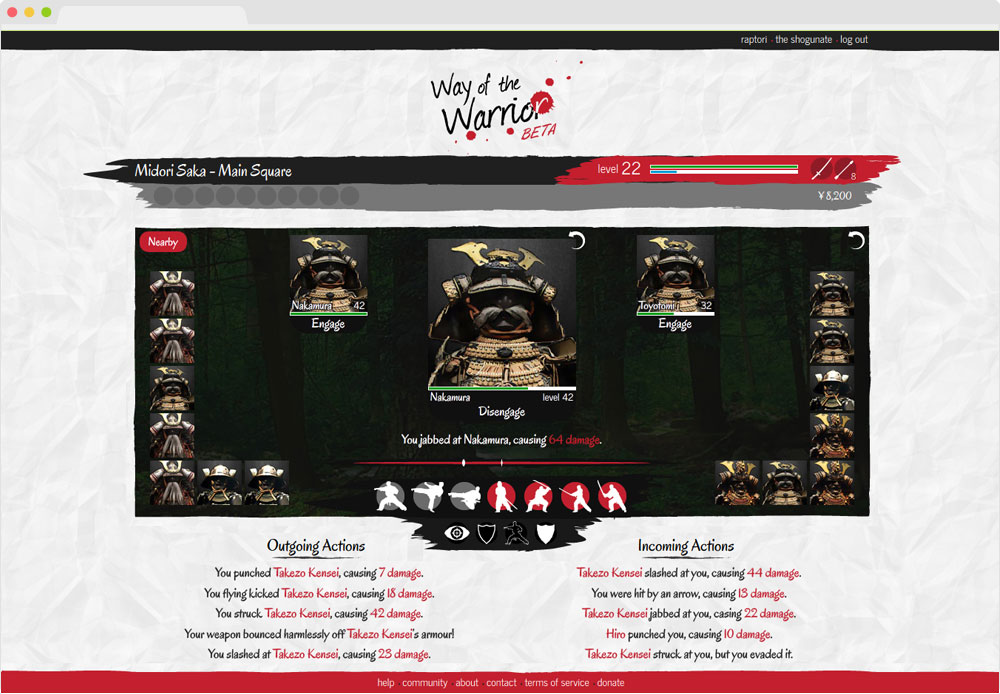 raptori · the shogunate · log out
Way of the
Warrior
BETA
Midori Saka - Main Square
level 22
8
¥ 8,200
Nearby
Nakamura 42
Engage
Toyotomi 32
Engage
Nakamura level 42
Disengage
You jabbed at Nakamura, causing 64 damage.
Outgoing Actions
You punched Takezo Kensei, causing 7 damage.
You flying kicked Takezo Kensei, causing 18 damage.
You struck Takezo Kensei, causing 42 damage.
Your weapon bounced harmlessly off Takezo Kensei's armour!
You slashed at Takezo Kensei, causing 23 damage.
Incoming Actions
Takezo Kensei slashed at you, causing 44 damage.
You were hit by an arrow, causing 13 damage.
Takezo Kensei jabbed at you, casing 22 damage.
Hiro punched you, causing 10 damage.
Takezo Kensei struck at you, but you evaded it.
help · community · about · contact · terms of service · donate